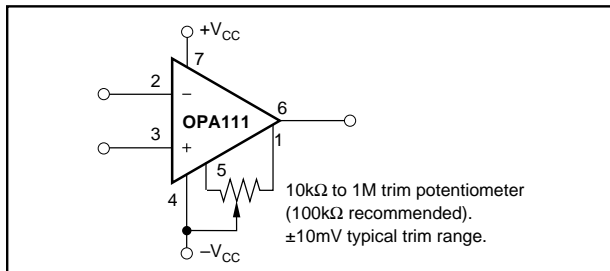 +VCC
7
2
–
6
OPA111
3
+
1
5
4
10kΩ to 1M trim potentiometer
(100kΩ recommended).
±10mV typical trim range.
–VCC